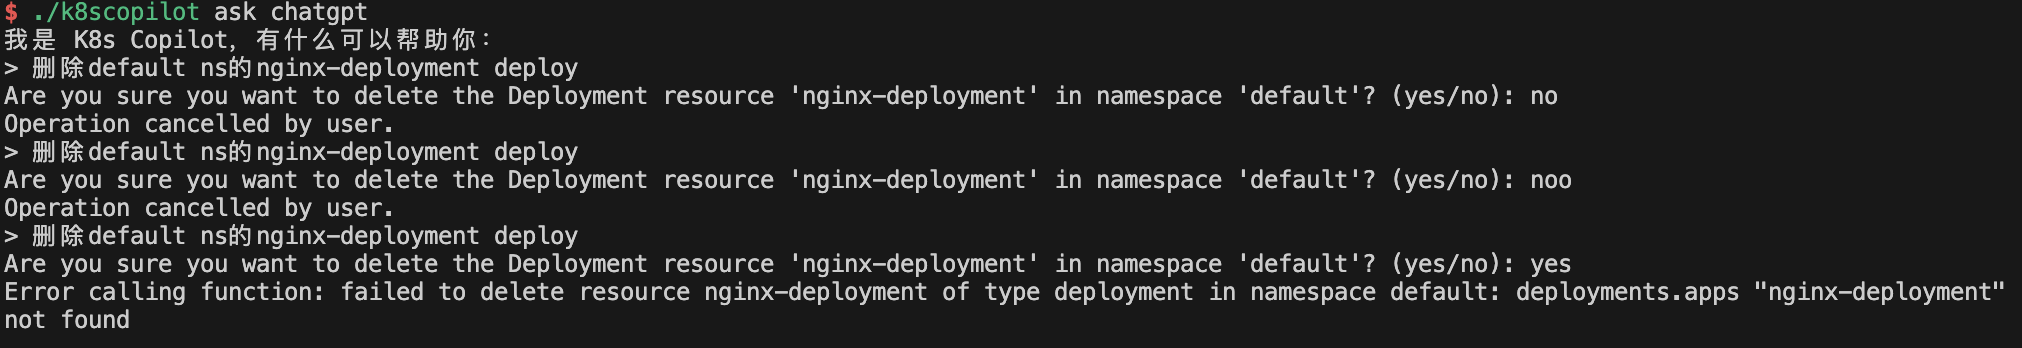 $ ./k8scopilot ask chatgpt
我是 K8s Copilot, 有什么可以帮助你:
> 删除default ns的nginx-deployment deploy
Are you sure you want to delete the Deployment resource 'nginx-deployment' in namespace 'default'? (yes/no): no
Operation cancelled by user.
> 删除default ns的nginx-deployment deploy
Are you sure you want to delete the Deployment resource 'nginx-deployment' in namespace 'default'? (yes/no): noo
Operation cancelled by user.
> 删除default ns的nginx-deployment deploy
Are you sure you want to delete the Deployment resource 'nginx-deployment' in namespace 'default'? (yes/no): yes
Error calling function: failed to delete resource nginx-deployment of type deployment in namespace default: deployments.apps "nginx-deployment"
not found